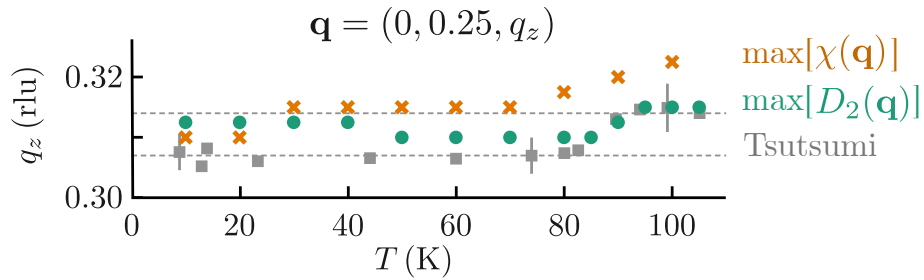 q = (0, 0.25, q_z)
max[χ(q)]
max[D_2(q)]
Tsutsumi
q_z (rlu)
0.32
0.30
0 20 40 60 80 100
T (K)